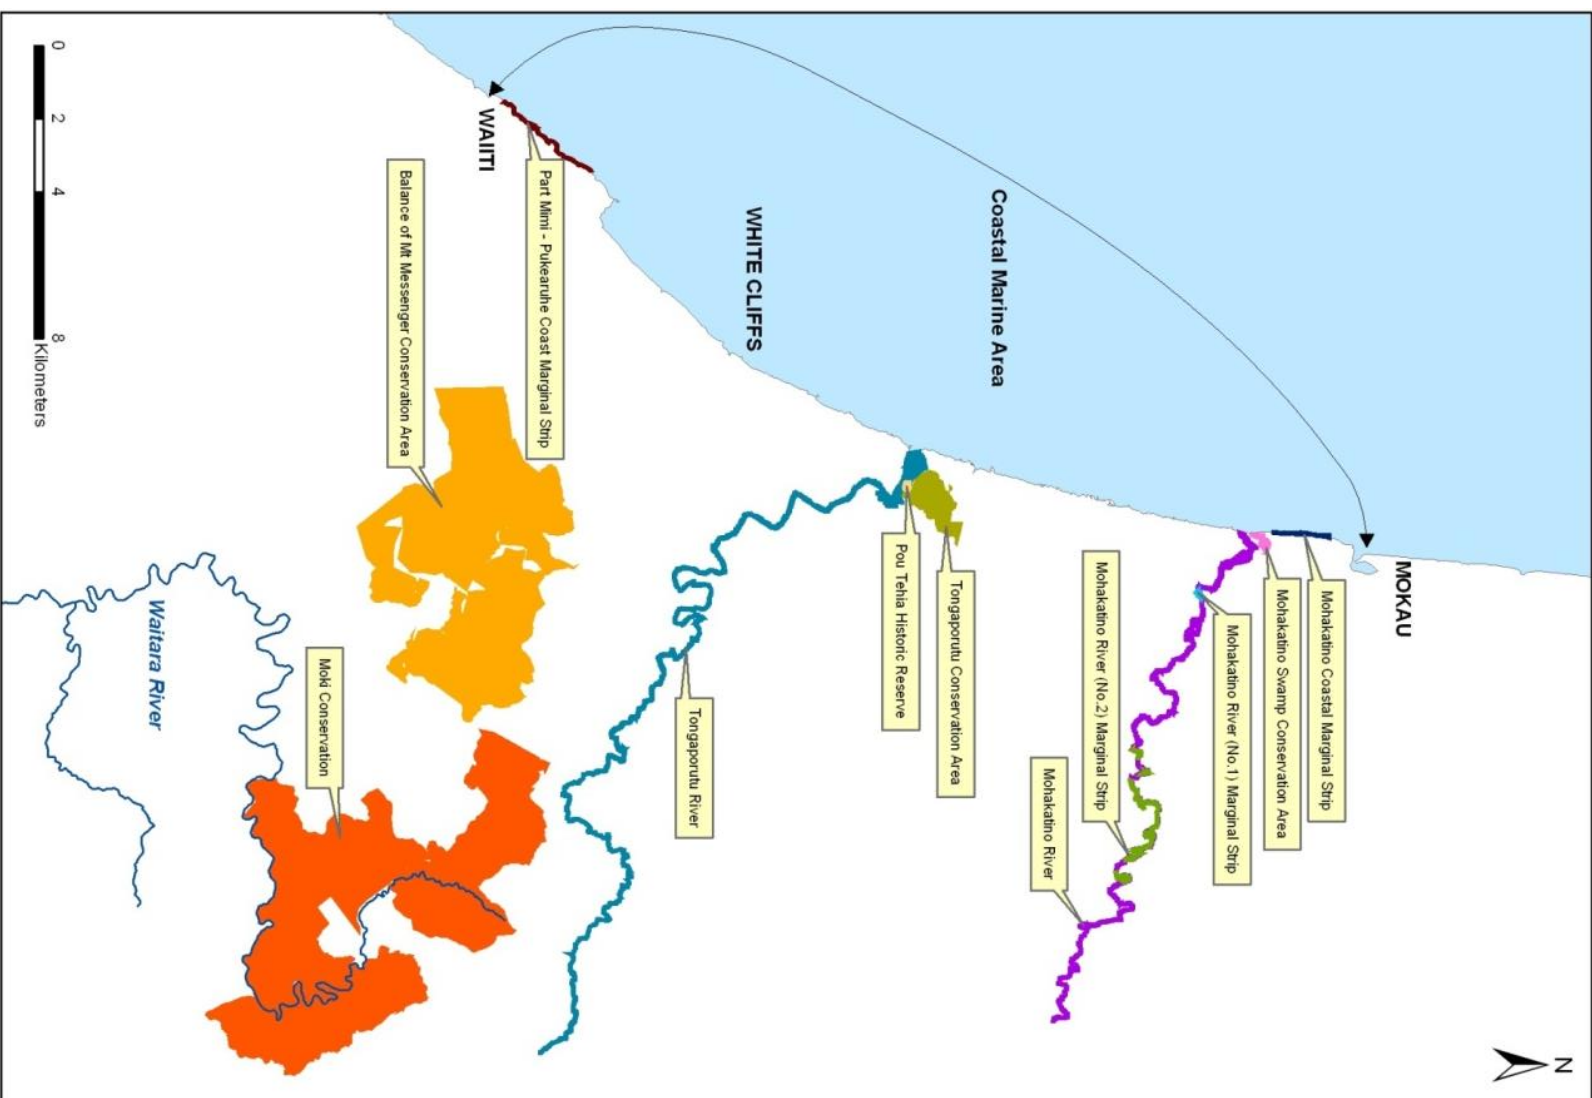 N
MOKAU
Mohakatino Coastal Marginal Strip
Mohakatino Swamp Conservation Area
Mohakatino River (No.1) Marginal Strip
Mohakatino River (No.2) Marginal Strip
Mohakatino River
Coastal Marine Area
Tongaporutu Conservation Area
Pou Tehia Historic Reserve
WHITE CLIFFS
Tongaporutu River
Part Mimi - Pukearuhe Coast Marginal Strip
WAIITI
Balance of Mt Messenger Conservation Area
Moki Conservation
Waitara River
0 2 4 8
Kilometers